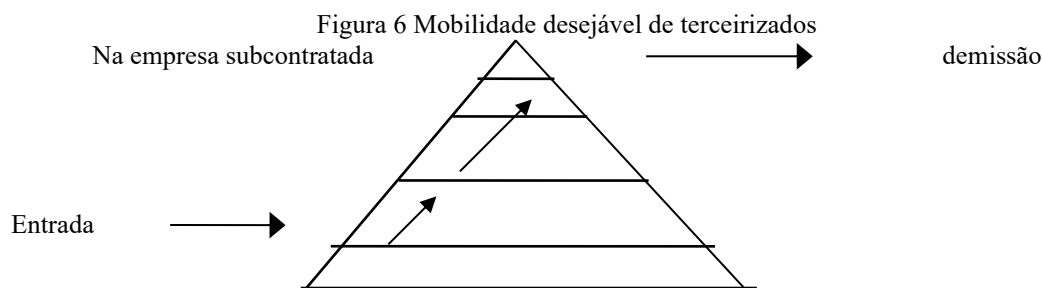 Figura 6 Mobilidade desejável de terceirizados
Na empresa subcontratada demissão
Entrada